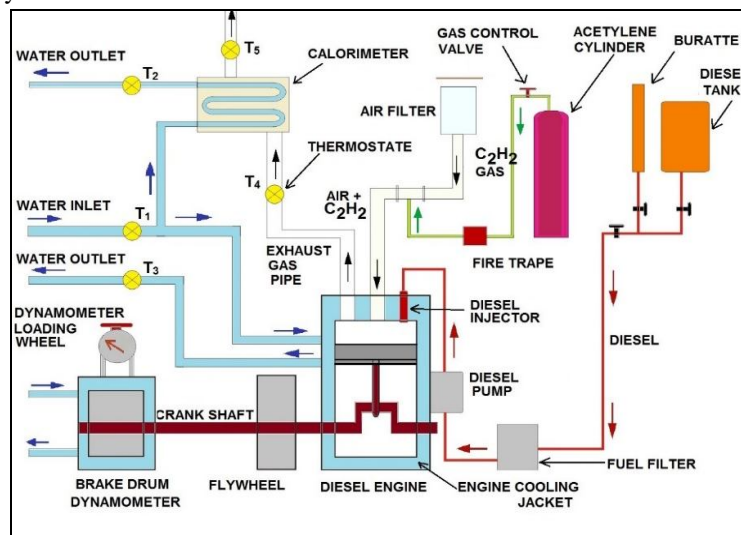 T5
WATER OUTLET
T2
CALORIMETER
GAS CONTROL
VALVE
ACETYLENE
CYLINDER
BURATTE
DIESEL
TANK
AIR FILTER
THERMOSTATE
T4
C2H2
GAS
AIR +
C2H2
WATER INLET
T1
WATER OUTLET
T3
EXHAUST
GAS
PIPE
FIRE TRAPE
DYNAMOMETER
LOADING
WHEEL
DIESEL
INJECTOR
DIESEL
DIESEL
PUMP
CRANK SHAFT
BRAKE DRUM
DYNAMOMETER
FLYWHEEL
DIESEL ENGINE
ENGINE COOLING
JACKET
FUEL FILTER